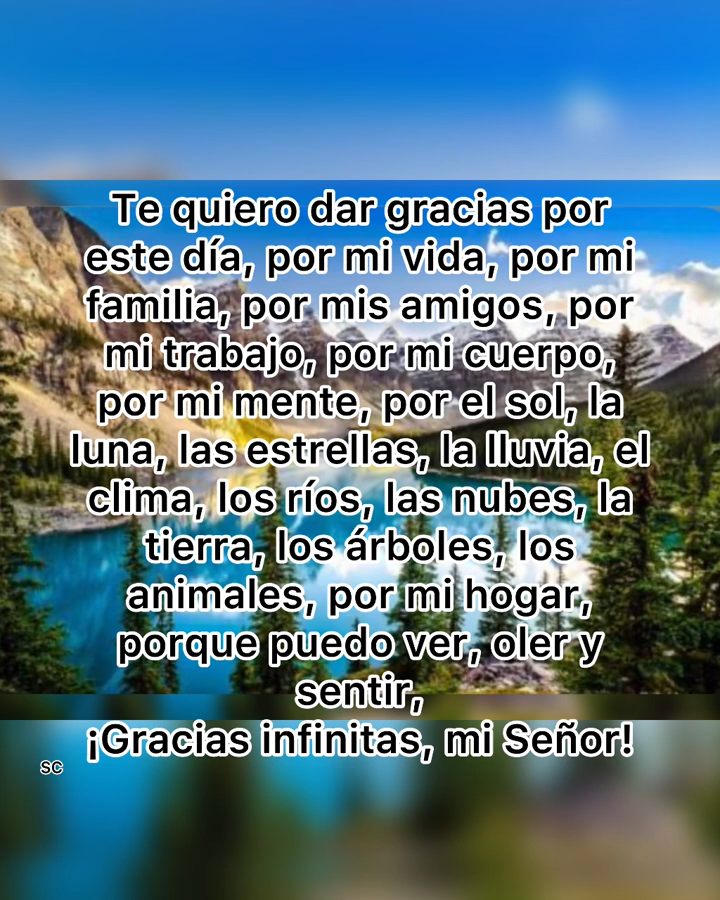 Te quiero dar gracias por
este día, por mi vida, por mi
familia, por mis amigos, por
mi trabajo, por mi cuerpo,
por mi mente, por el sol, la
luna, las estrellas, la lluvia, el
clima, los ríos, las nubes, la
tierra, los árboles, los
animales, por mi hogar,
porque puedo ver, oler y
sentir,
¡Gracias infinitas, mi Señor!
SC